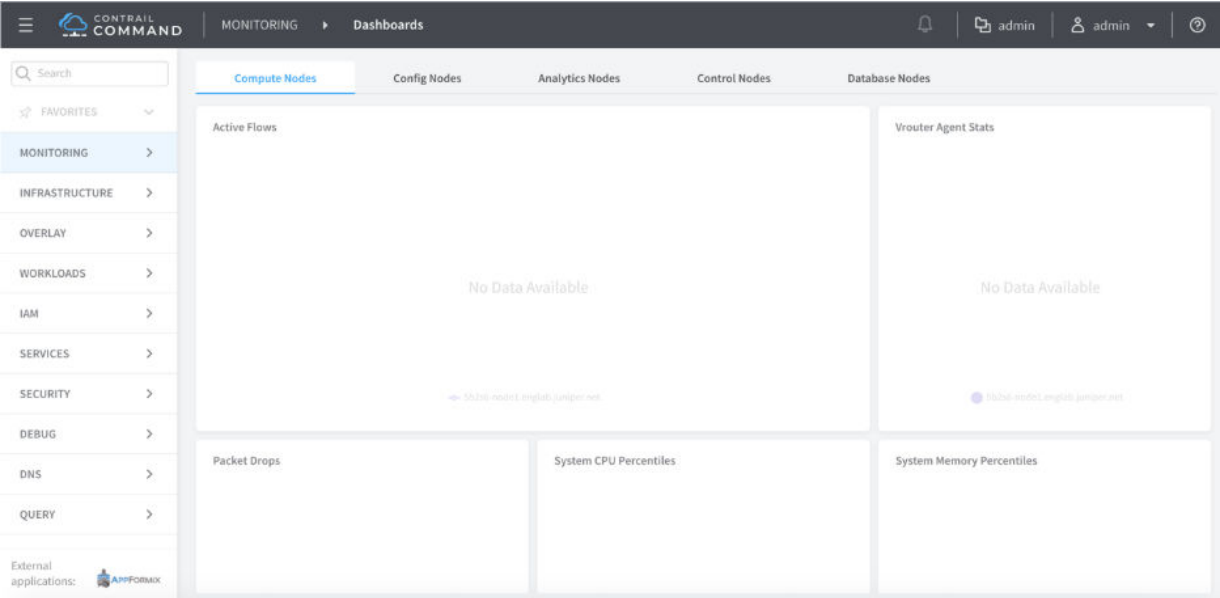 CONTRAIL
COMMAND
MONITORING
Dashboards
admin
admin
Search
FAVORITES
MONITORING
INFRASTRUCTURE
OVERLAY
WORKLOADS
IAM
SERVICES
SECURITY
DEBUG
DNS
QUERY
External
applications:
APPFORMIX
Compute Nodes
Config Nodes
Analytics Nodes
Control Nodes
Database Nodes
Active Flows
No Data Available
Vrouter Agent Stats
No Data Available
Packet Drops
System CPU Percentiles
System Memory Percentiles